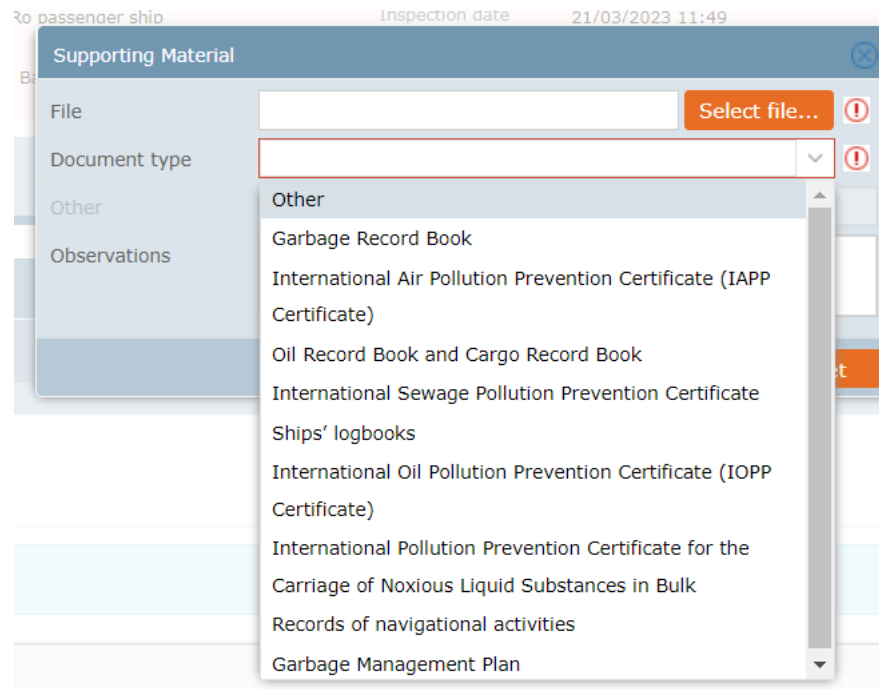 Ro passenger ship Inspection date 21/03/2023 11:49
Supporting Material
Ba
File Select file...
Document type
Other
Other
Garbage Record Book
Observations
International Air Pollution Prevention Certificate (IAPP
Certificate)
Oil Record Book and Cargo Record Book
et
International Sewage Pollution Prevention Certificate
Ships' logbooks
International Oil Pollution Prevention Certificate (IOPP
Certificate)
International Pollution Prevention Certificate for the
Carriage of Noxious Liquid Substances in Bulk
Records of navigational activities
Garbage Management Plan